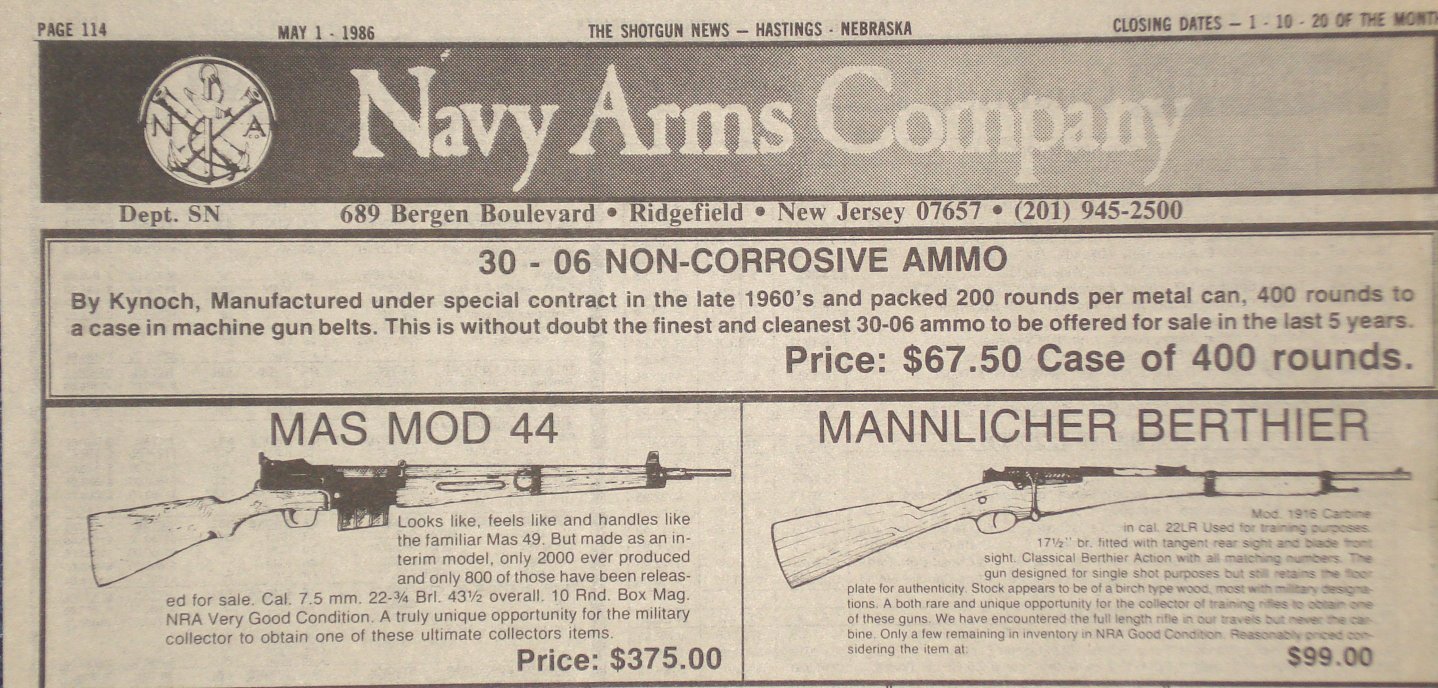 PAGE 114
MAY 1 - 1986
THE SHOTGUN NEWS — HASTINGS - NEBRASKA
CLOSING DATES — 1 - 10 - 20 OF THE MONTH
N A
Navy Arms Company
Dept. SN
689 Bergen Boulevard • Ridgefield • New Jersey 07657 • (201) 945-2500
30 - 06 NON-CORROSIVE AMMO
By Kynoch, Manufactured under special contract in the late 1960's and packed 200 rounds per metal can, 400 rounds to
a case in machine gun belts. This is without doubt the finest and cleanest 30-06 ammo to be offered for sale in the last 5 years.
Price: $67.50 Case of 400 rounds.
MAS MOD 44
Looks like, feels like and handles like
the familiar Mas 49. But made as an in-
terim model, only 2000 ever produced
and only 800 of those have been releas-
ed for sale. Cal. 7.5 mm. 22-¾ Brl. 43½ overall. 10 Rnd. Box Mag.
NRA Very Good Condition. A truly unique opportunity for the military
collector to obtain one of these ultimate collectors items.
Price: $375.00
MANNLICHER BERTHIER
Mod. 1916 Carbine
in cal. 22LR Used for training purposes.
17½" br. fitted with tangent rear sight and blade front
sight. Classical Berthier Action with all matching numbers. The
gun designed for single shot purposes but still retains the floor
plate for authenticity. Stock appears to be of a birch type wood, most with military designa-
tions. A both rare and unique opportunity for the collector of training rifles to obtain one
of these guns. We have encountered the full length rifle in our travels but never the car-
bine. Only a few remaining in inventory in NRA Good Condition. Reasonably priced con-
sidering the item at:
$99.00